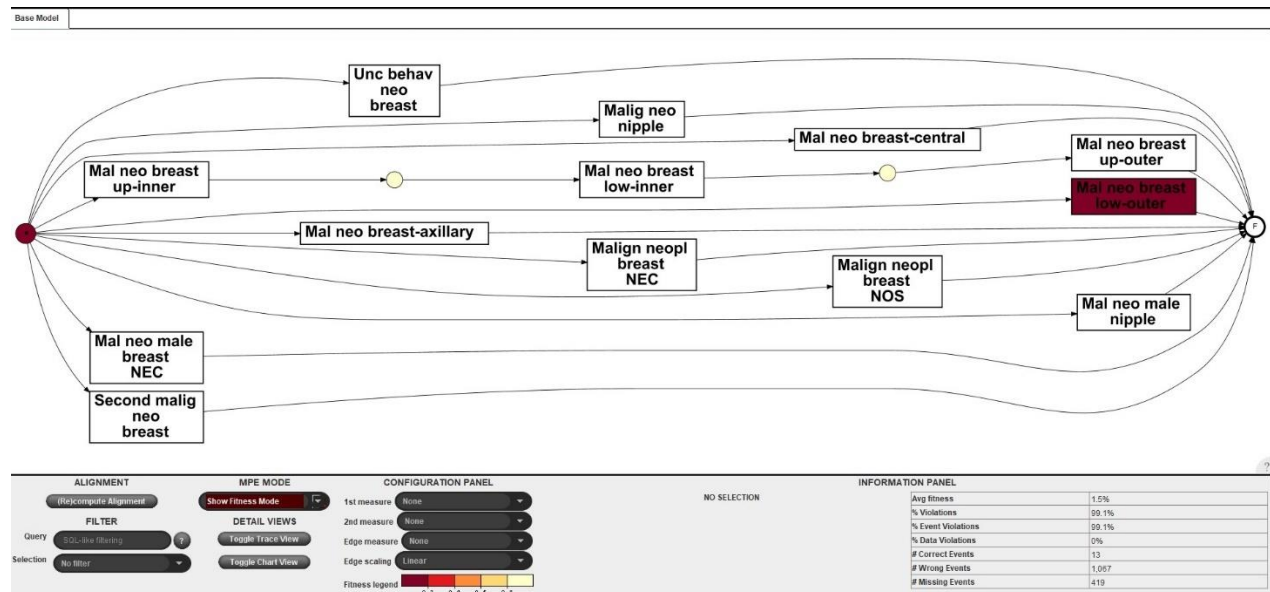 Base Model
Unc behav
neo
breast
Malig neo
nipple
Mal neo breast-central
Mal neo breast
up-outer
Mal neo breast
up-inner
Mal neo breast
low-inner
Mal neo breast
low-outer
Mal neo breast-axillary
F
Malign neopl
breast
NEC
Malign neopl
breast
NOS
Mal neo male
nipple
Mal neo male
breast
NEC
Second malig
neo
breast
?
ALIGNMENT
(Re)compute Alignment
FILTER
Query SQL-like filtering ?
Selection No filter
MPE MODE
Show Fitness Mode
DETAIL VIEWS
Toggle Trace View
Toggle Chart View
CONFIGURATION PANEL
1st measure None
2nd measure None
Edge measure None
Edge scaling Linear
Fitness legend
NO SELECTION
INFORMATION PANEL
Avg fitness 1.5%
% Violations 99.1%
% Event Violations 99.1%
% Data Violations 0%
# Correct Events 13
# Wrong Events 1,067
# Missing Events 419